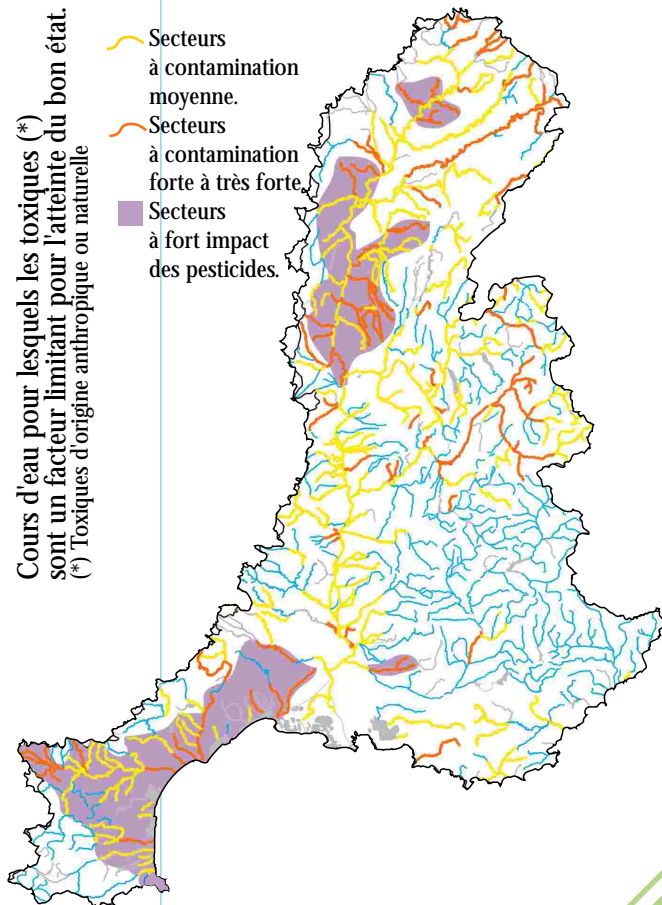 Cours d'eau pour lesquels les toxiques (*)
sont un facteur limitant pour l'atteinte du bon état.
(*) Toxiques d'origine anthropique ou naturelle
Secteurs
à contamination
moyenne.
Secteurs
à contamination
forte à très forte
Secteurs
à fort impact
des pesticides.